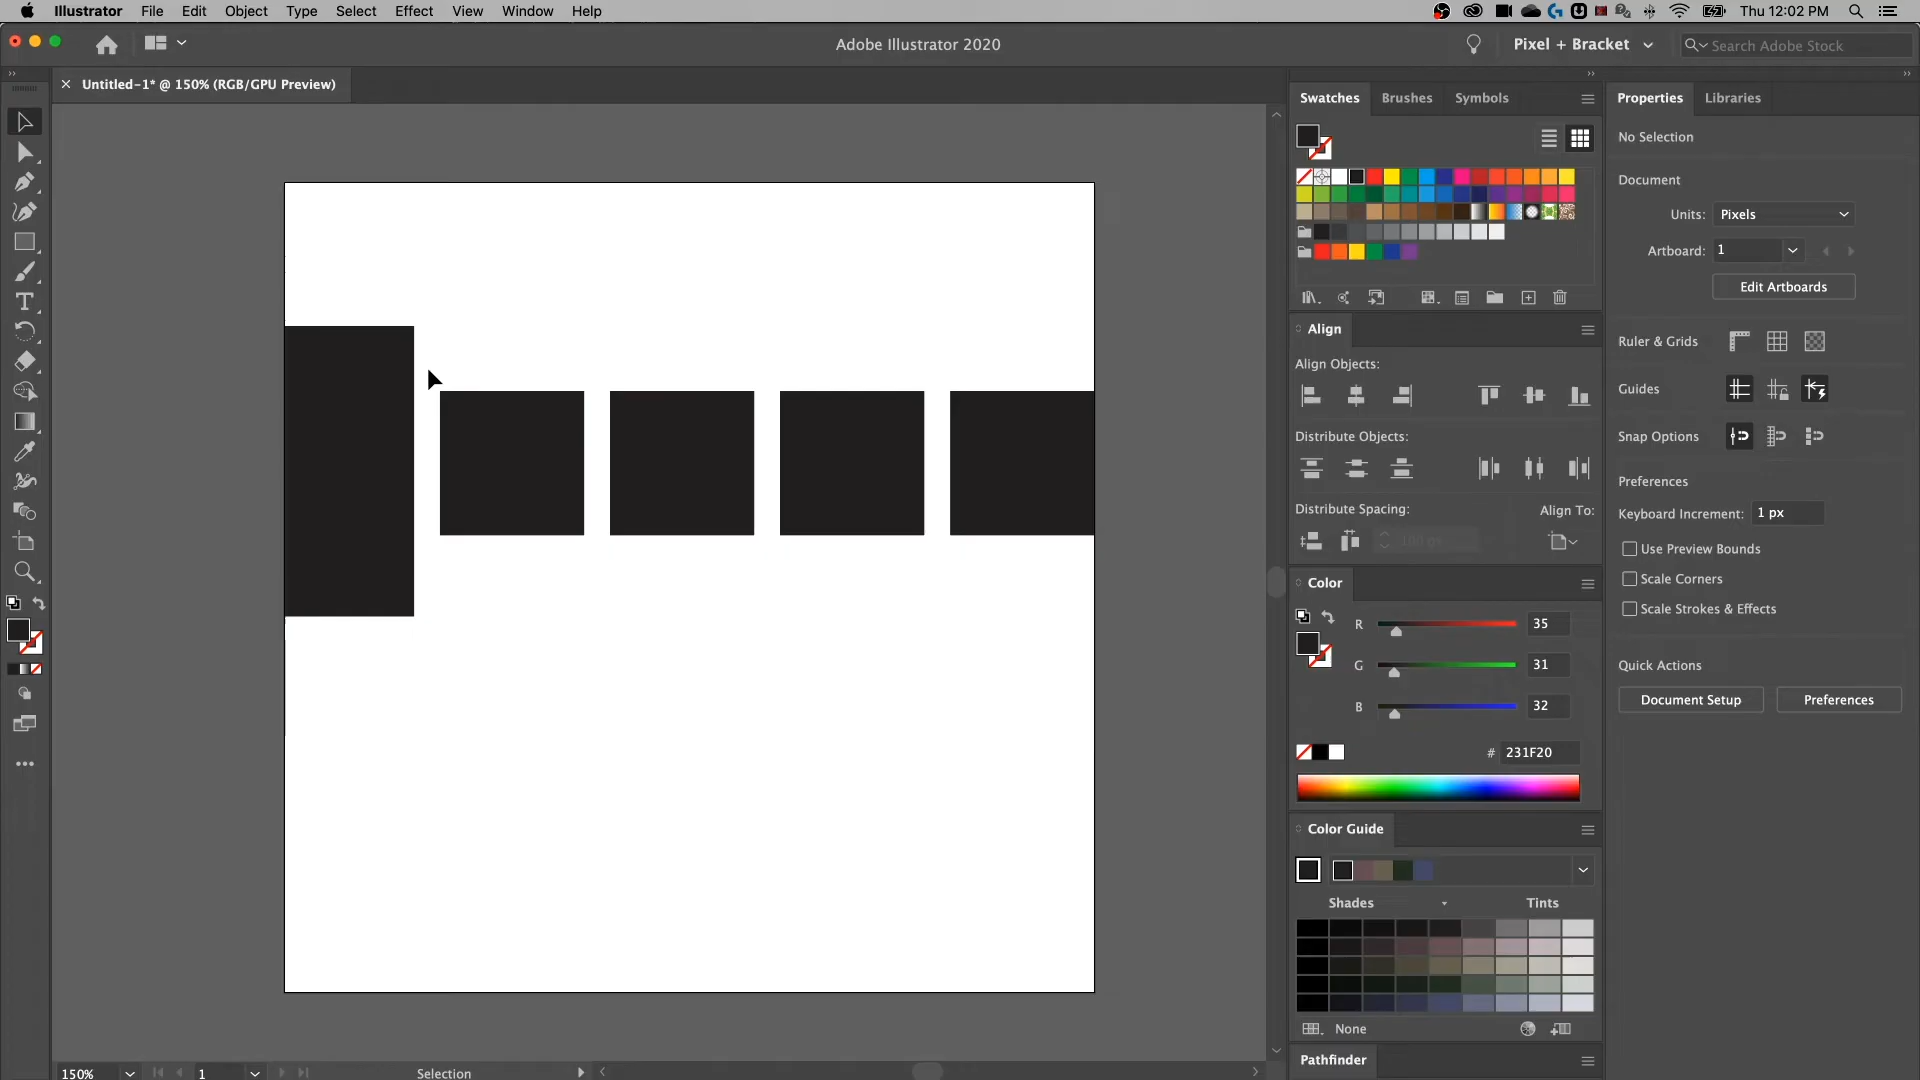 Illustrator File Edit Object Type Select Effect View Window Help Thu 12:02 PM
Adobe Illustrator 2020 Pixel + Bracket Search Adobe Stock
Untitled-1* @ 150% (RGB/GPU Preview)
Swatches Brushes Symbols
Align
Align Objects:
Distribute Objects:
Distribute Spacing: Align To:
Color
R 35
G 31
B 32
# 231F20
Color Guide
Shades Tints
None
Pathfinder
Properties Libraries
No Selection
Document
Units: Pixels
Artboard: 1
Edit Artboards
Ruler & Grids
Guides
Snap Options
Preferences
Keyboard Increment: 1 px
Use Preview Bounds
Scale Corners
Scale Strokes & Effects
Quick Actions
Document Setup Preferences
150% 1 Selection